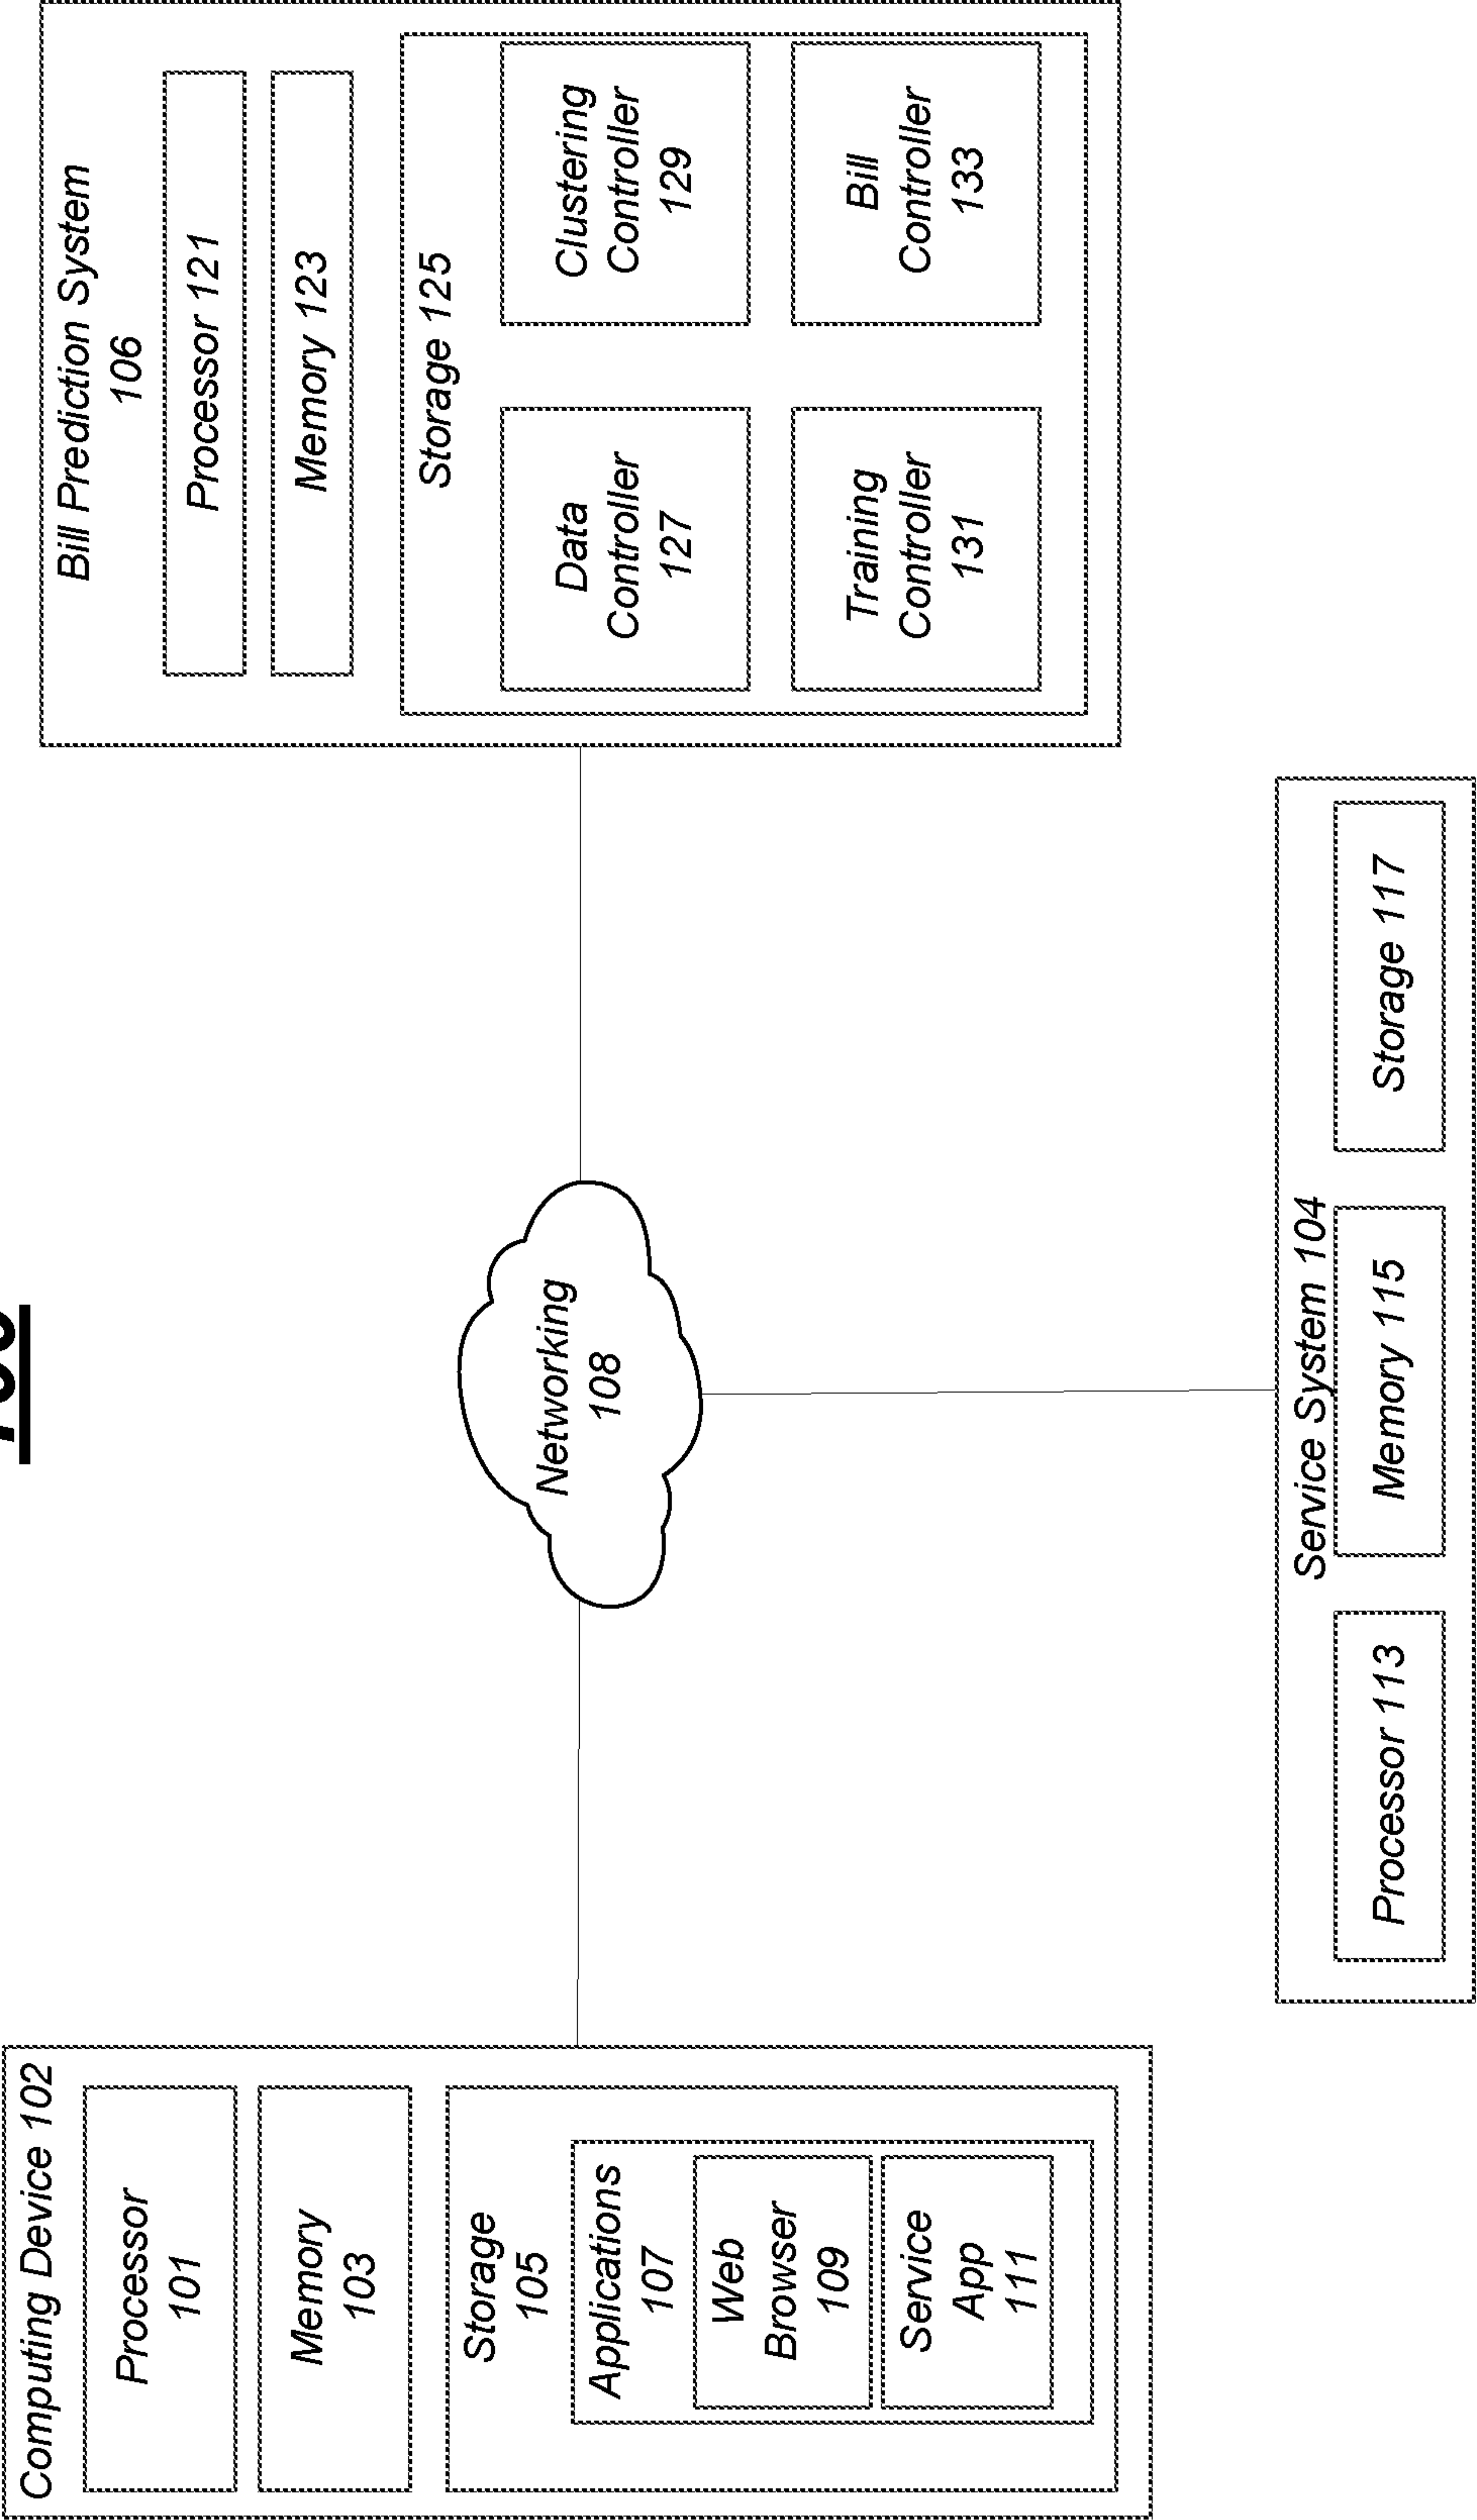 Computing Device 102
Processor
101
Memory
103
Storage
105
Applications
107
Web
Browser
109
Service
App
111
Networking
108
Service System 104
Processor 113
Memory 115
Storage 117
Bill Prediction System
106
Processor 121
Memory 123
Storage 125
Data
Controller
127
Clustering
Controller
129
Training
Controller
131
Bill
Controller
133